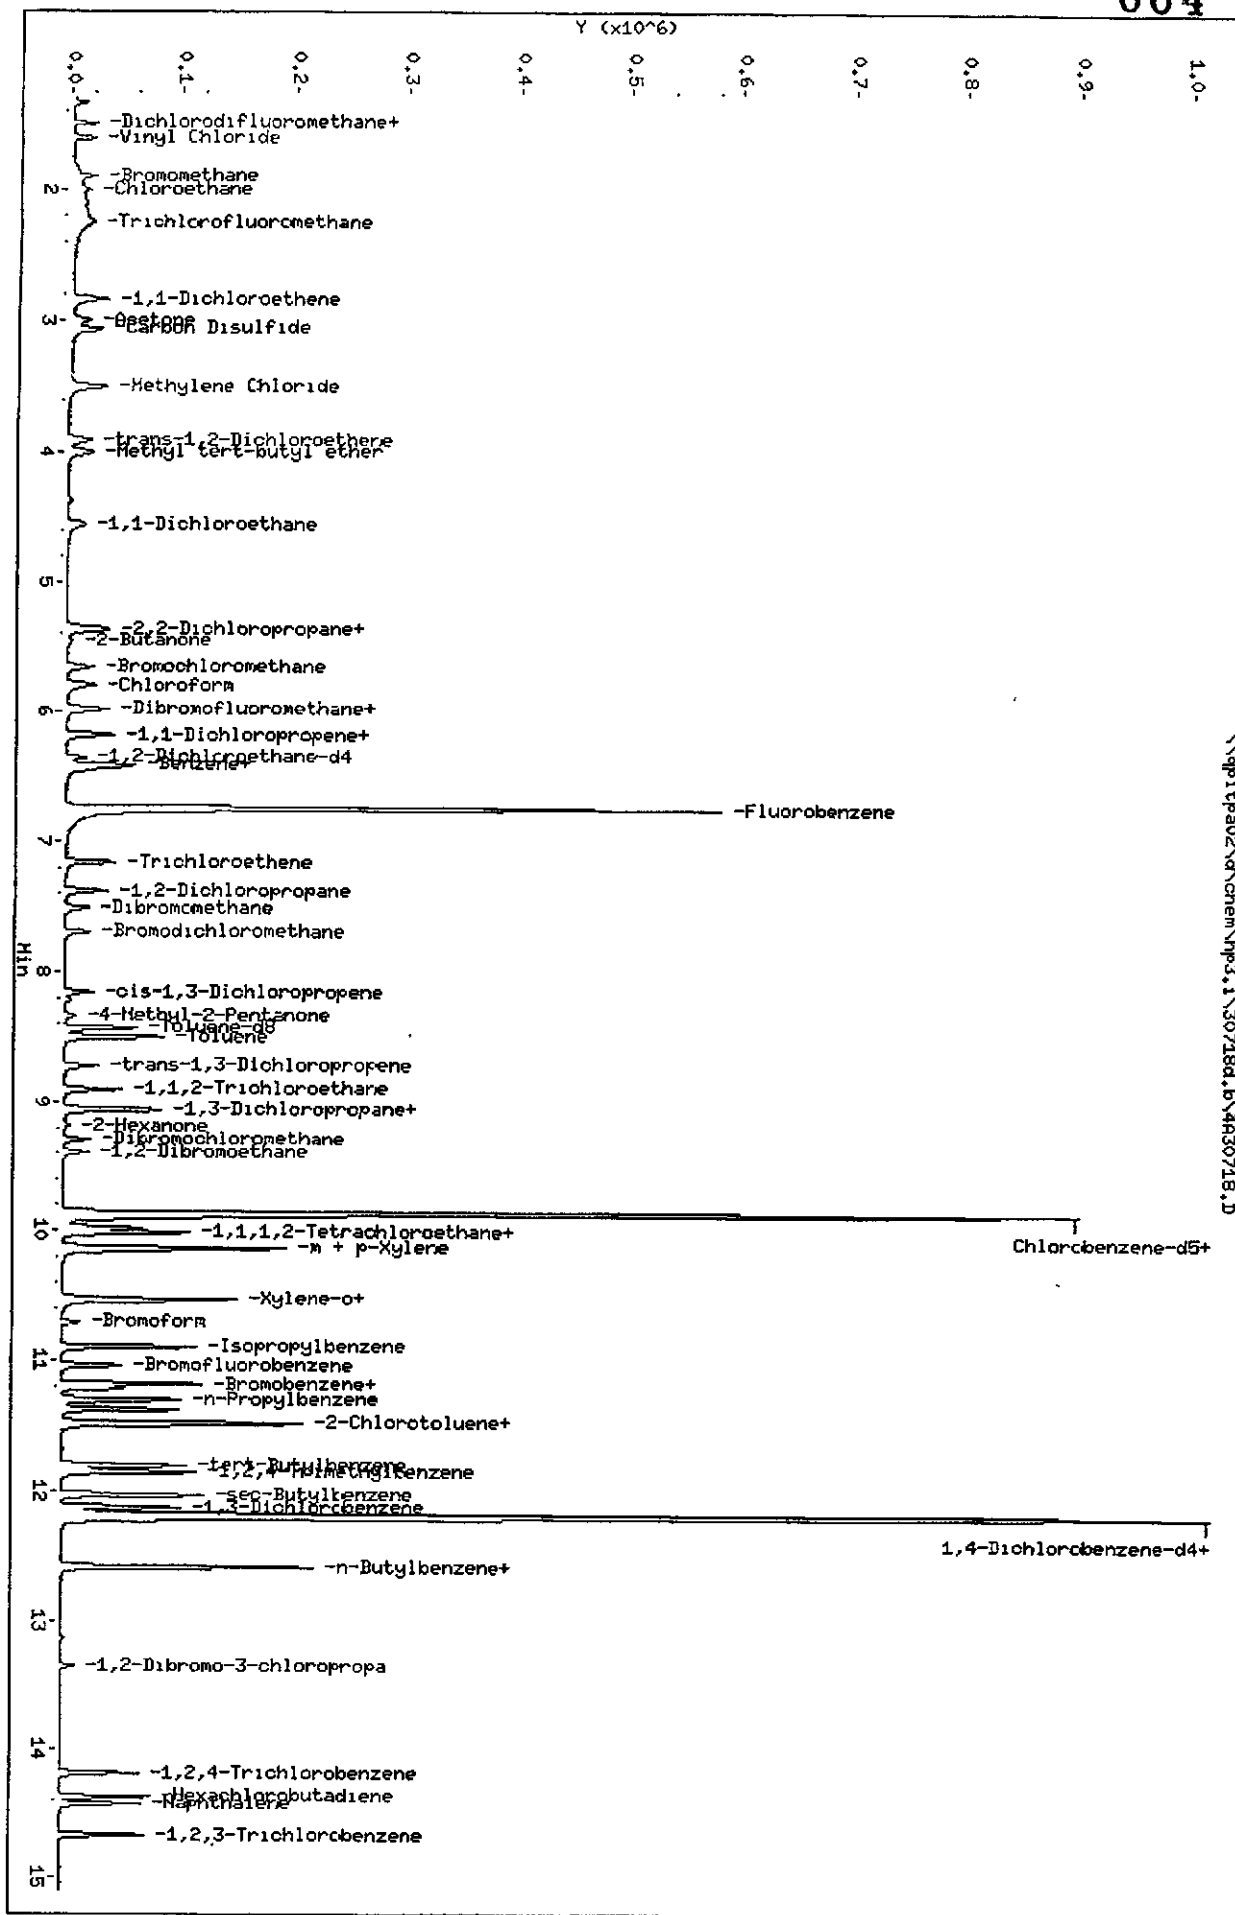 Y (x10^6)
0.0-
0.1-
0.2-
0.3-
0.4-
0.5-
0.6-
0.7-
0.8-
0.9-
1.0-
-Dichlorodifluoromethane+
-Vinyl Chloride
-Bromomethane
-Chloroethane
2-
-Trichlorofluoromethane
-1,1-Dichloroethene
-Acetone
3-
-Carbon Disulfide
-Methylene Chloride
-trans-1,2-Dichloroethene
-Methyl tert-butyl ether
4-
-1,1-Dichloroethane
5-
-2,2-Dichloropropane+
-2-Butanone
-Bromochloromethane
-Chloroform
-Dibromofluoromethane+
6-
-1,1-Dichloropropene+
-1,2-Dichloroethane-d4
-Benzene+
-Fluorobenzene
7-
-Trichloroethene
-1,2-Dichloropropane
-Dibromomethane
-Bromodichloromethane
Min
8-
-cis-1,3-Dichloropropene
-4-Methyl-2-Pentanone
-Toluene-d8
-Toluene
-trans-1,3-Dichloropropene
-1,1,2-Trichloroethane
9-
-1,3-Dichloropropane+
-2-Hexanone
-Dibromochloromethane
-1,2-Dibromoethane
10-
-1,1,1,2-Tetrachloroethane+
Chlorobenzene-d5+
-m + p-Xylene
-Xylene-o+
-Bromoform
-Isopropylbenzene
11-
-Bromofluorobenzene
-Bromobenzene+
-n-Propylbenzene
-2-Chlorotoluene+
-tert-Butylbenzene
-1,2,4-Trimethylbenzene
12-
-sec-Butylbenzene
-1,3-Dichlorobenzene
1,4-Dichlorobenzene-d4+
-n-Butylbenzene+
13-
-1,2-Dibromo-3-chloropropa
14-
-1,2,4-Trichlorobenzene
-Hexachlorobutadiene
-Naphthalene
-1,2,3-Trichlorobenzene
15-